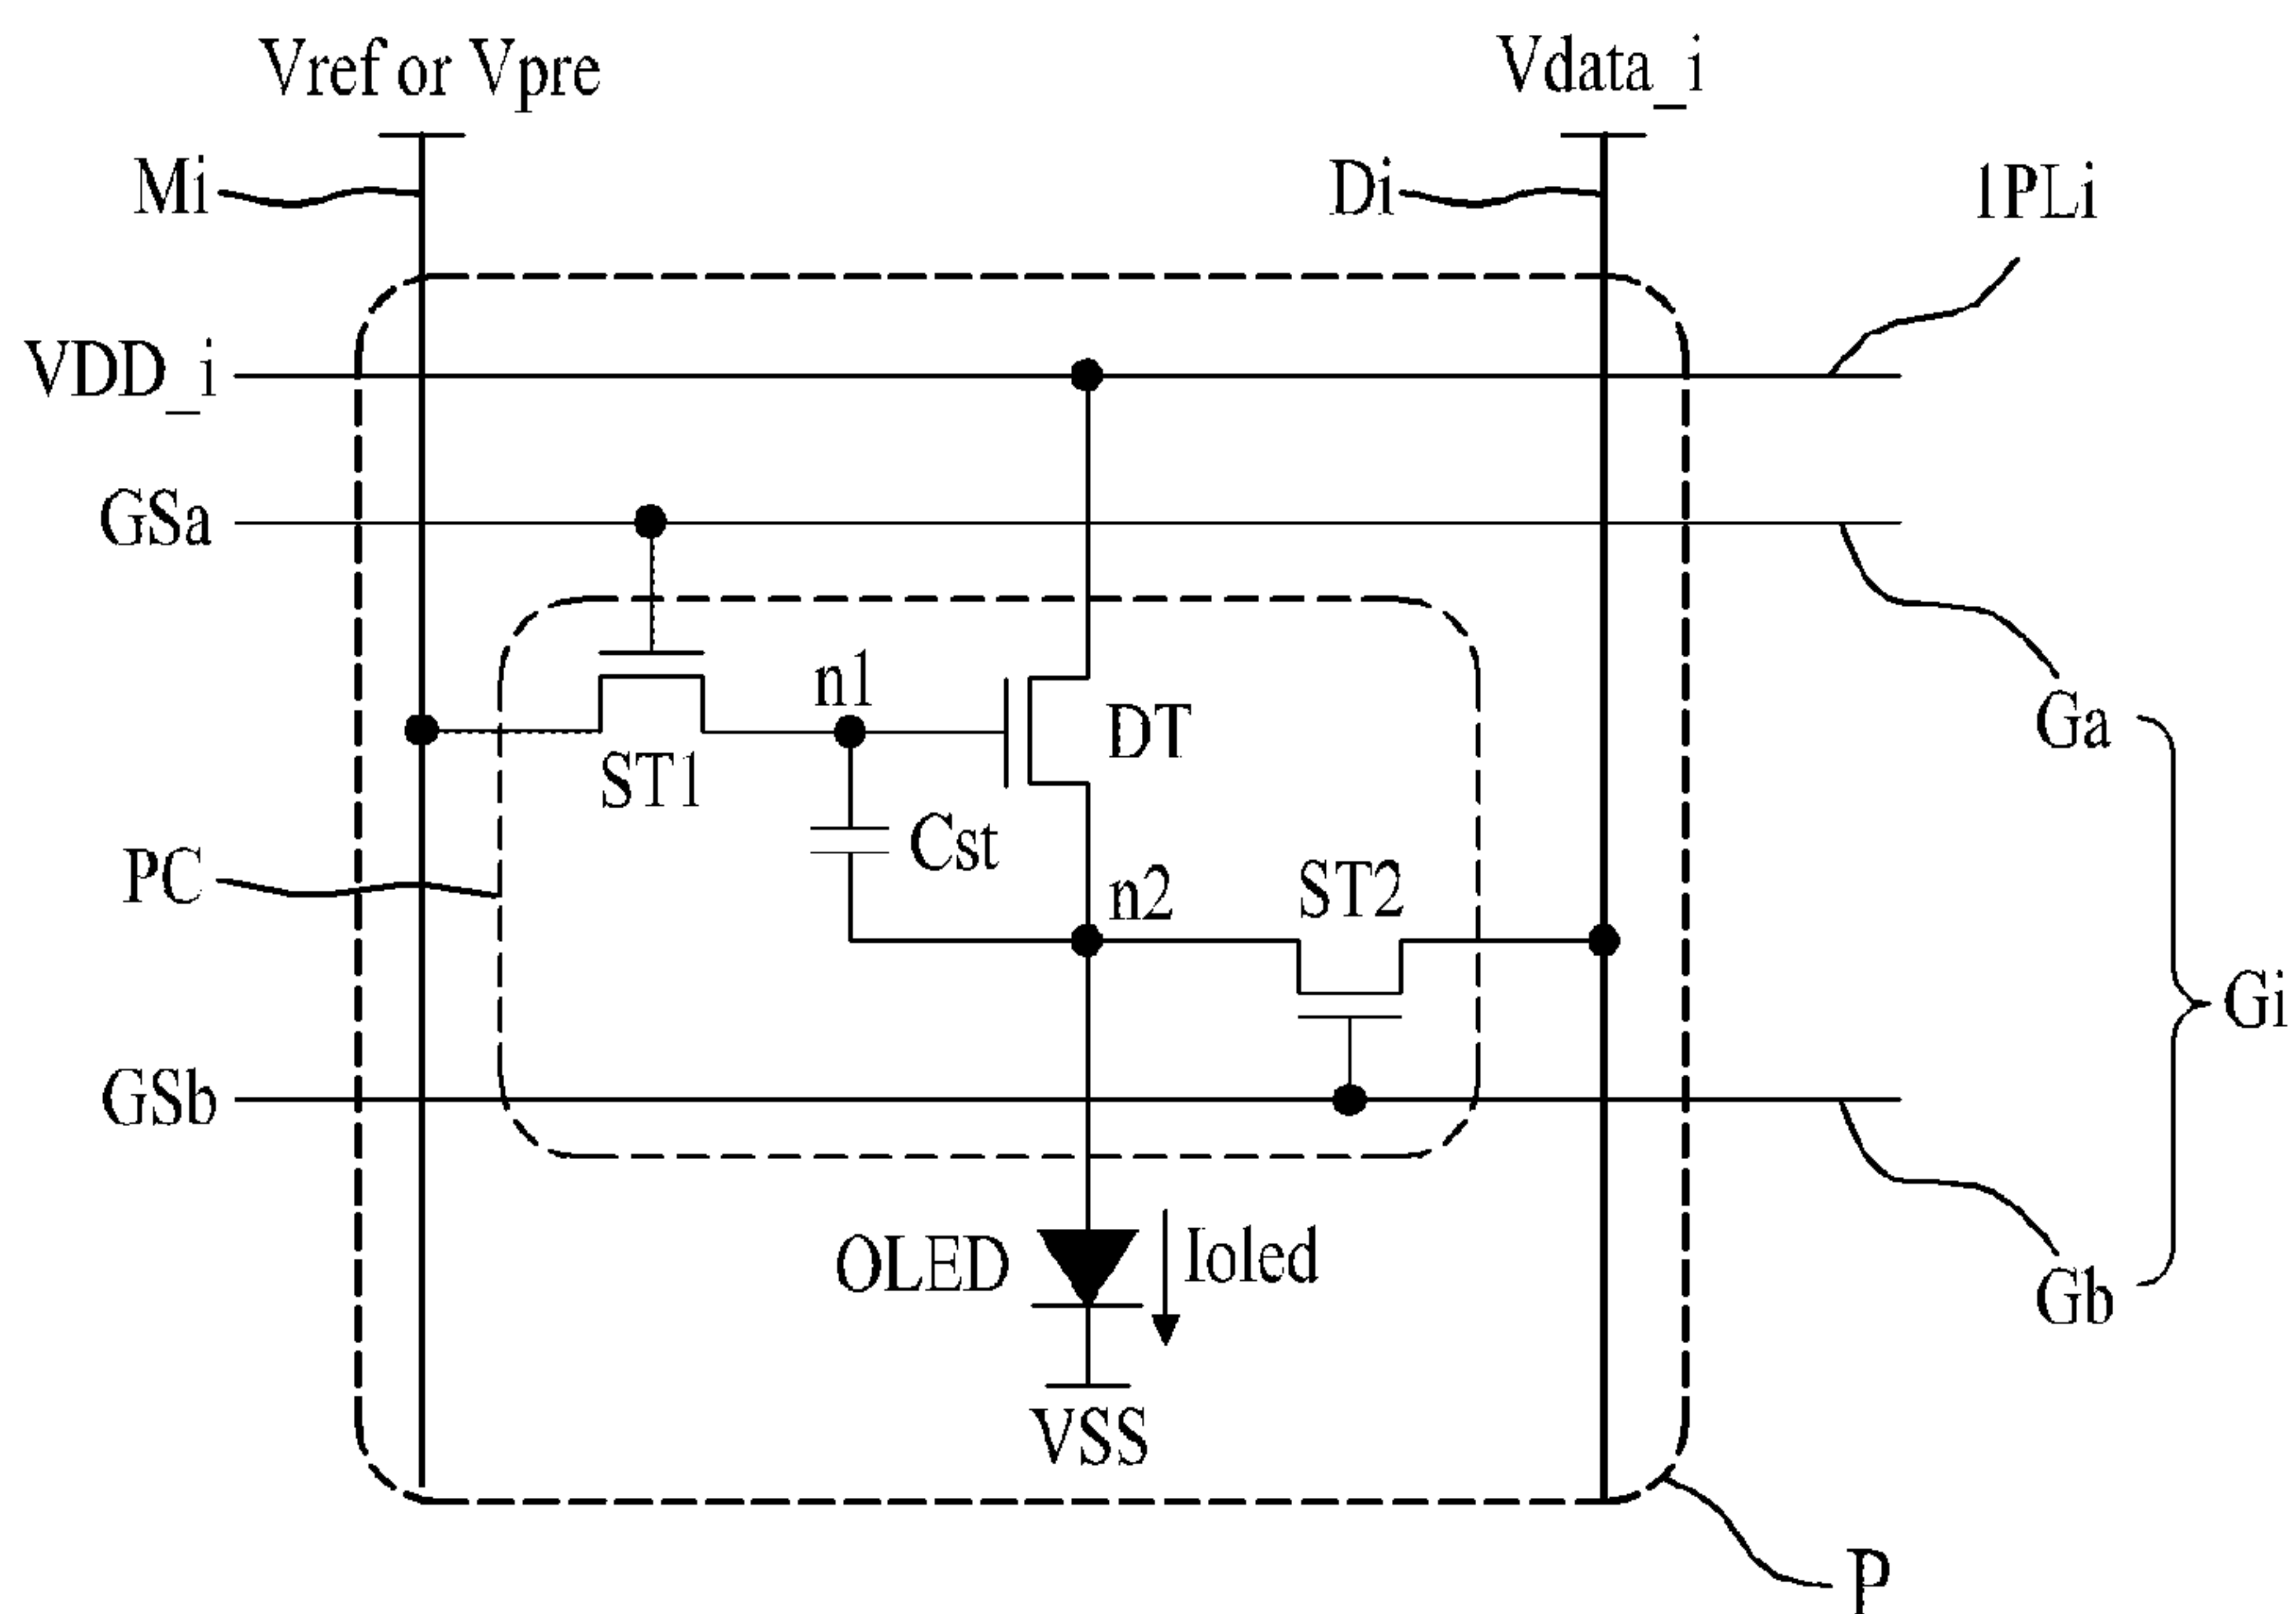 Vref or Vpre
Vdata_i
Mi
Di
1PLi
VDD_i
GSa
n1
DT
Ga
ST1
Cst
PC
n2
ST2
Gi
GSb
OLED
Ioled
Gb
VSS
P